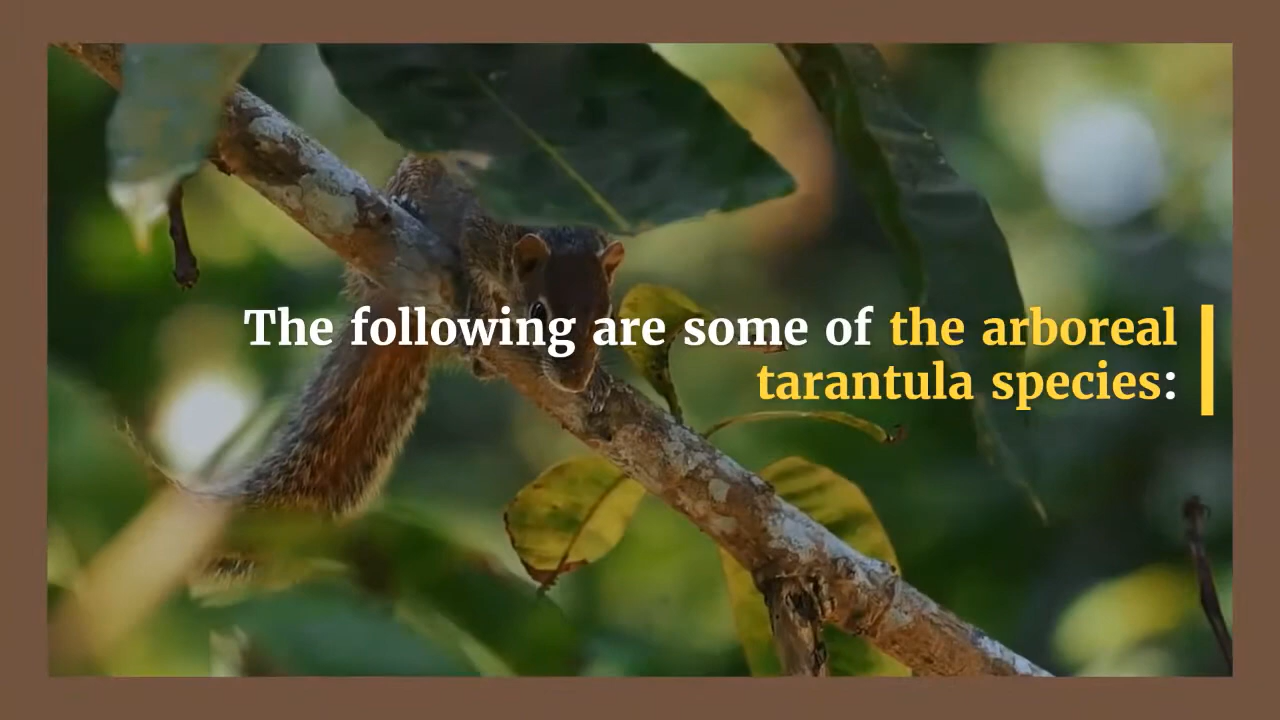 The following are some of the arboreal
tarantula species: